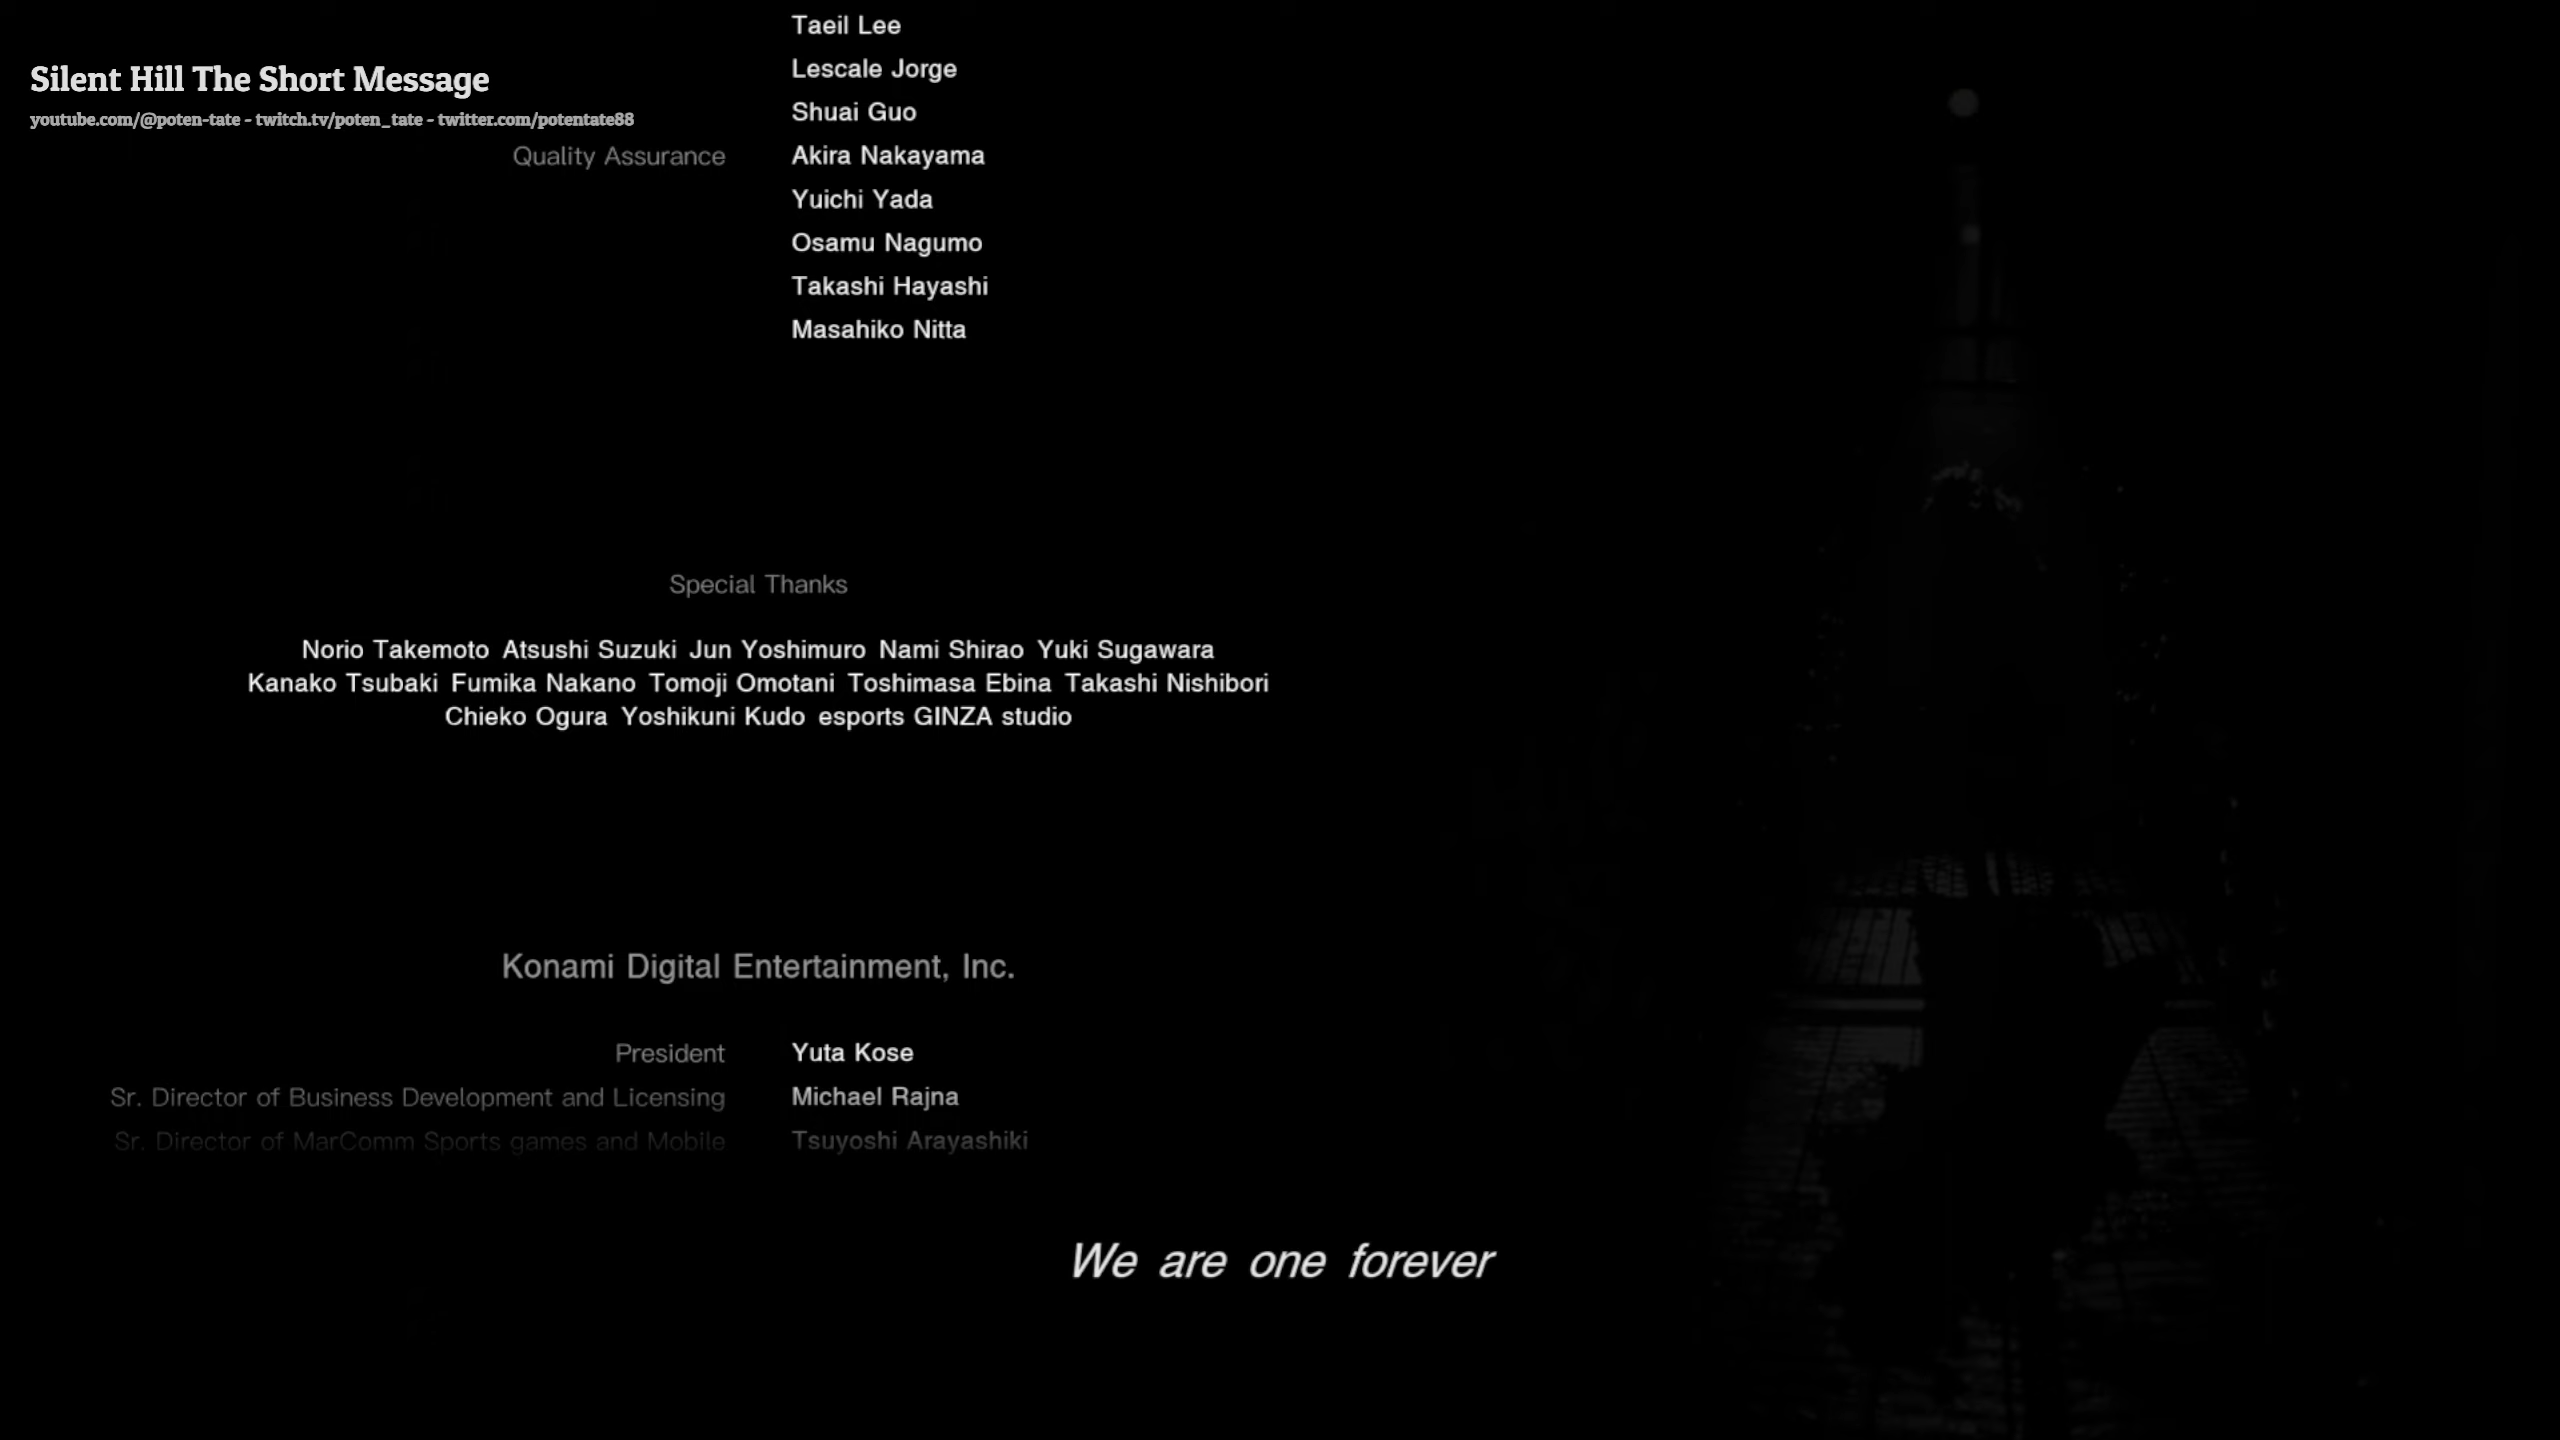 Taeil Lee
Silent Hill The Short Message
Lescale Jorge
youtube.com/@poten-tate - twitch.tv/poten_tate - twitter.com/potentate88
Shuai Guo
Quality Assurance Akira Nakayama
Yuichi Yada
Osamu Nagumo
Takashi Hayashi
Masahiko Nitta
Special Thanks
Norio Takemoto Atsushi Suzuki Jun Yoshimuro Nami Shirao Yuki Sugawara
Kanako Tsubaki Fumika Nakano Tomoji Omotani Toshimasa Ebina Takashi Nishibori
Chieko Ogura Yoshikuni Kudo esports GINZA studio
Konami Digital Entertainment, Inc.
President Yuta Kose
Sr. Director of Business Development and Licensing Michael Rajna
Sr. Director of MarComm Sports games and Mobile Tsuyoshi Arayashiki
We are one forever